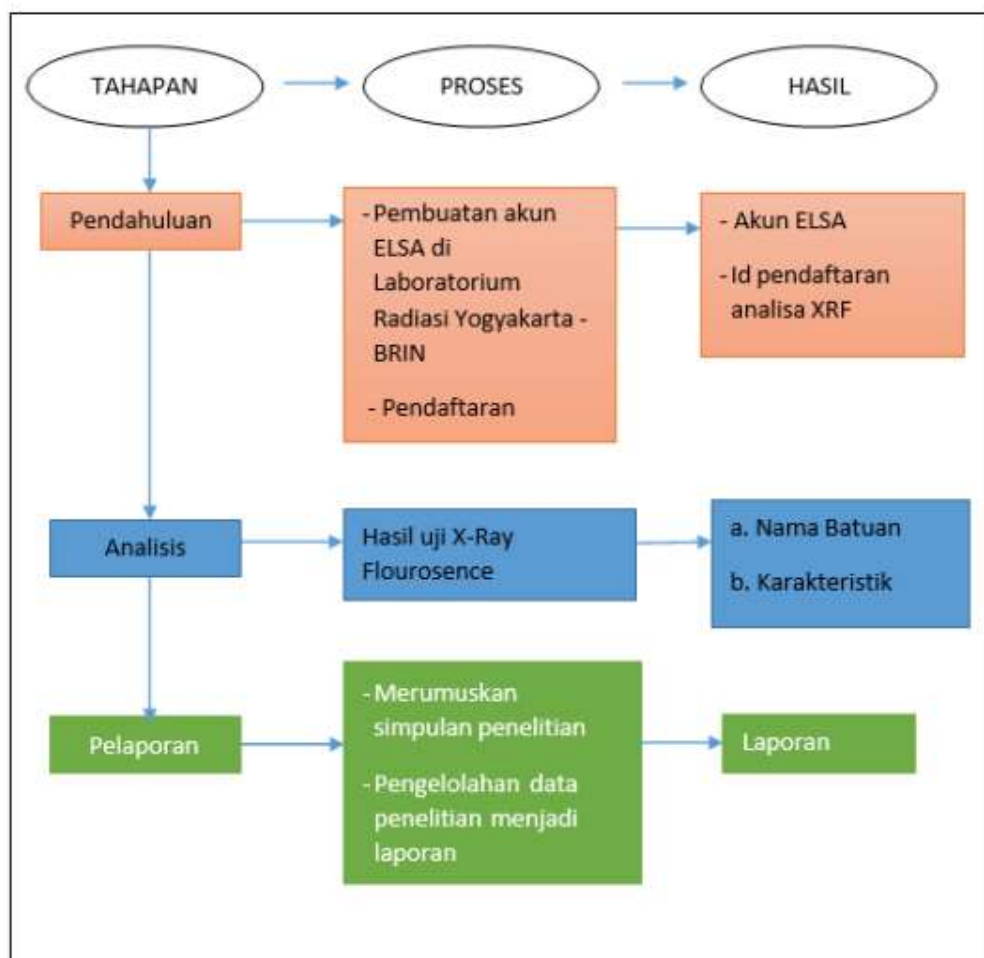 TAHAPAN
PROSES
HASIL
Pendahuluan
- Pembuatan akun
ELSA di
Laboratorium
Radiasi Yogyakarta -
BRIN
- Pendaftaran
- Akun ELSA
- Id pendaftaran
analisa XRF
Analisis
Hasil uji X-Ray
Flourosence
a. Nama Batuan
b. Karakteristik
Pelaporan
- Merumuskan
simpulan penelitian
- Pengelolahan data
penelitian menjadi
laporan
Laporan